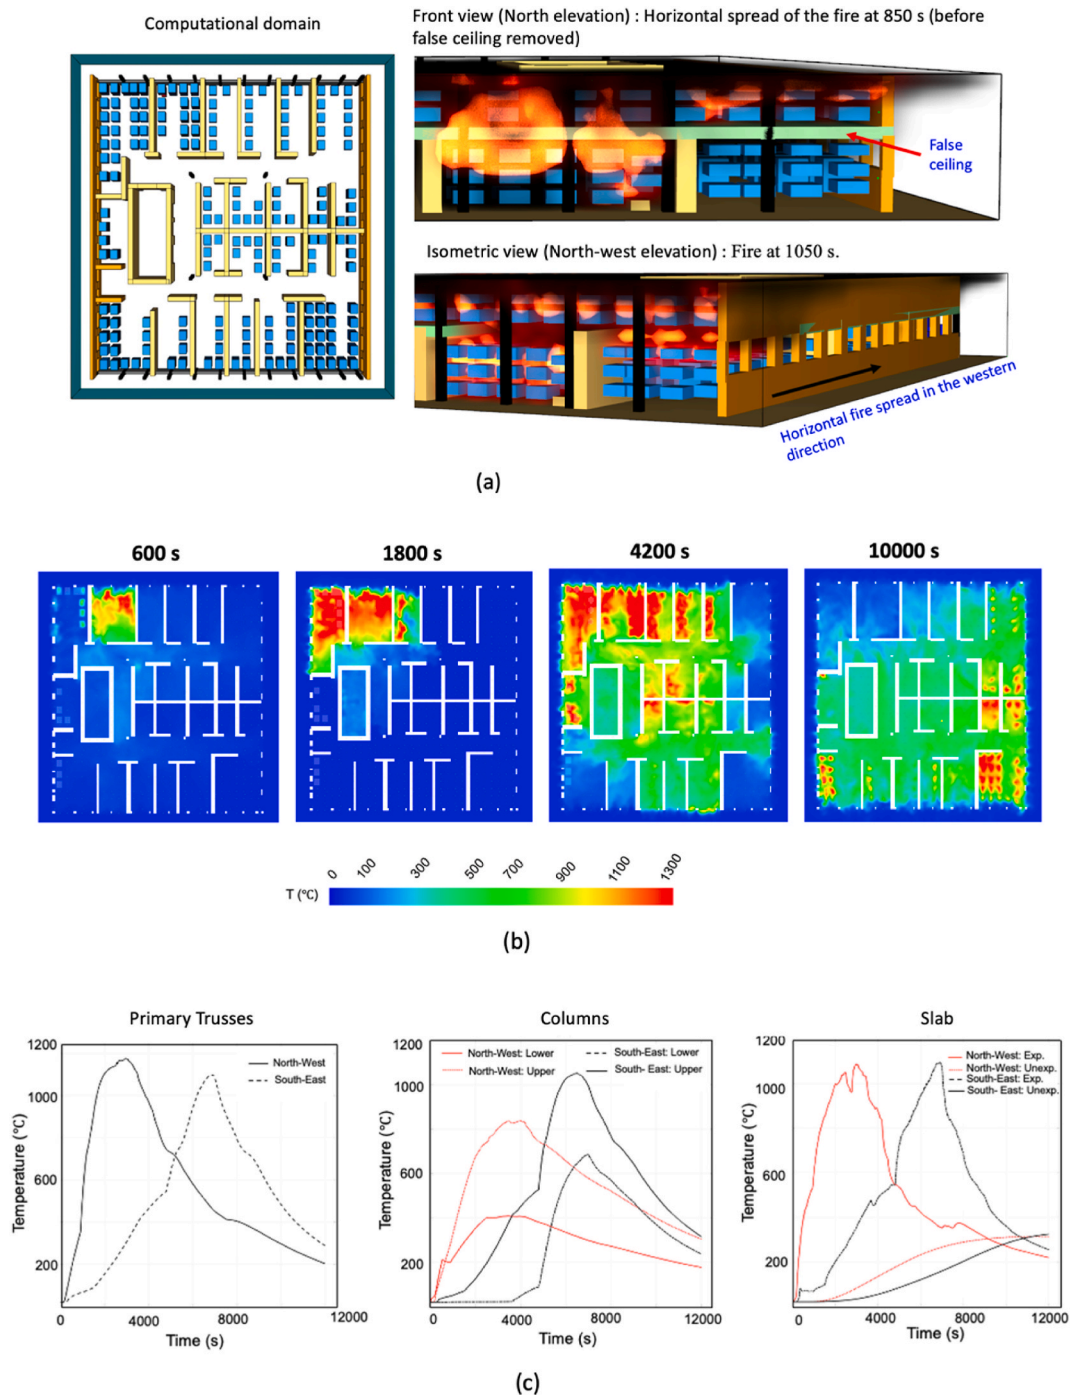 Computational domain
Front view (North elevation) : Horizontal spread of the fire at 850 s (before
false ceiling removed)
False
ceiling
Isometric view (North-west elevation) : Fire at 1050 s.
Horizontal fire spread in the western
direction
(a)
600 s
1800 s
4200 s
10000 s
0 100 300 500 700 900 1100 1300
T (°C)
(b)
Primary Trusses
1200
1000
600
200
0 4000 8000 12000
Temperature (°C)
Time (s)
North-West
South-East
Columns
1200
1000
600
200
0 4000 8000 12000
Temperature (°C)
Time (s)
North-West: Lower
North-West: Upper
South-East: Lower
South- East: Upper
Slab
1200
1000
600
200
0 4000 8000 12000
Temperature (°C)
Time (s)
North-West: Exp.
North-West: Unexp.
South-East: Exp.
South- East: Unexp.
(c)